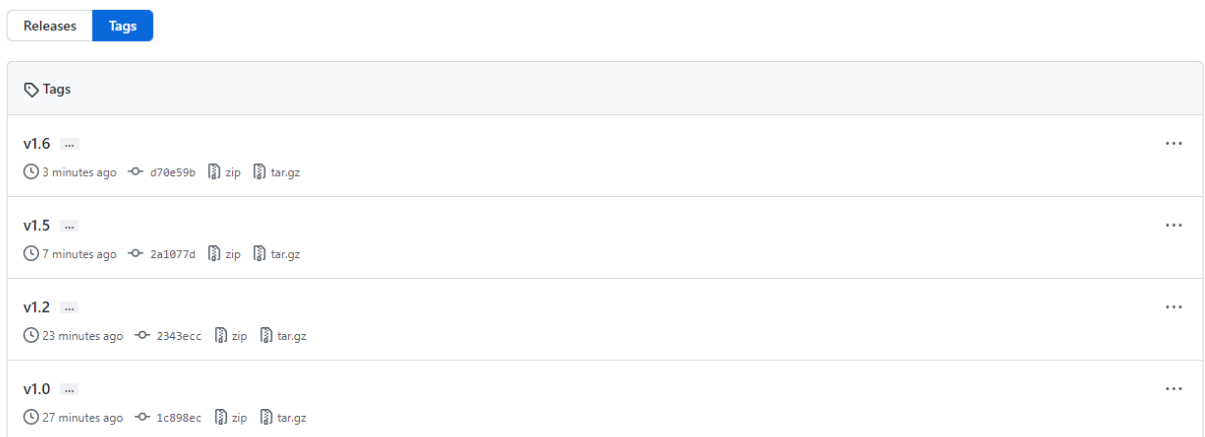 Releases Tags
Tags
v1.6 ...
3 minutes ago d70e59b zip tar.gz
v1.5 ...
7 minutes ago 2a1077d zip tar.gz
v1.2 ...
23 minutes ago 2343ecc zip tar.gz
v1.0 ...
27 minutes ago 1c898ec zip tar.gz